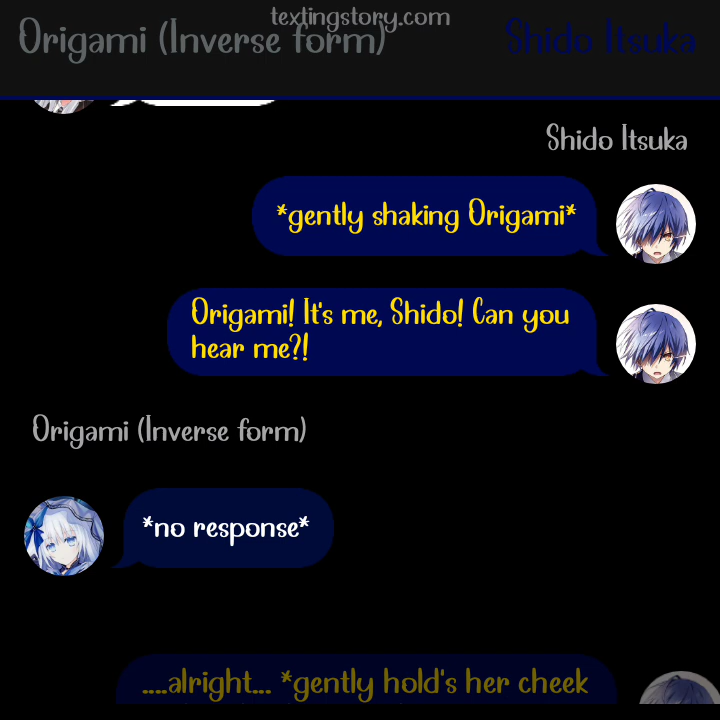 textingstory.com
Origami (Inverse form)
Shido Itsuka
Shido Itsuka
*gently shaking Origami*
Origami! It's me, Shido! Can you
hear me?!
Origami (Inverse form)
*no response*
....alright... *gently hold's her cheek